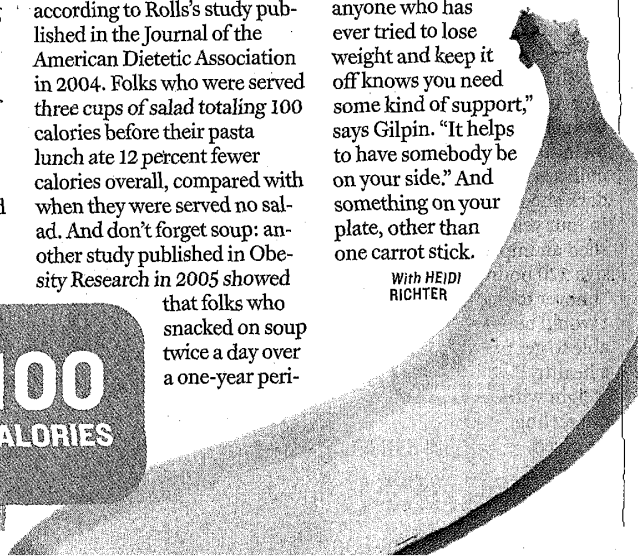 according to Rolls's study pub-
lished in the Journal of the
American Dietetic Association
in 2004. Folks who were served
three cups of salad totaling 100
calories before their pasta
lunch ate 12 percent fewer
calories overall, compared with
when they were served no sal-
ad. And don't forget soup: an-
other study published in Obe-
sity Research in 2005 showed
that folks who
snacked on soup
twice a day over
a one-year peri-
100
ALORIES
anyone who has
ever tried to lose
weight and keep it
off knows you need
some kind of support,"
says Gilpin. "It helps
to have somebody be
on your side." And
something on your
plate, other than
one carrot stick.
With HEIDI
RICHTER